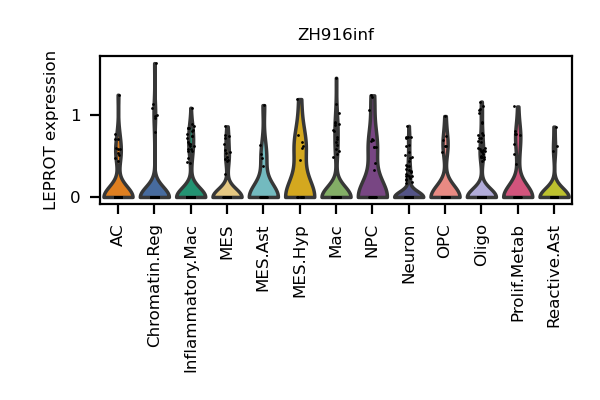 ZH916inf
LEPROT expression
1
0
AC
Chromatin.Reg
Inflammatory.Mac
MES
MES.Ast
MES.Hyp
Mac
NPC
Neuron
OPC
Oligo
Prolif.Metab
Reactive.Ast